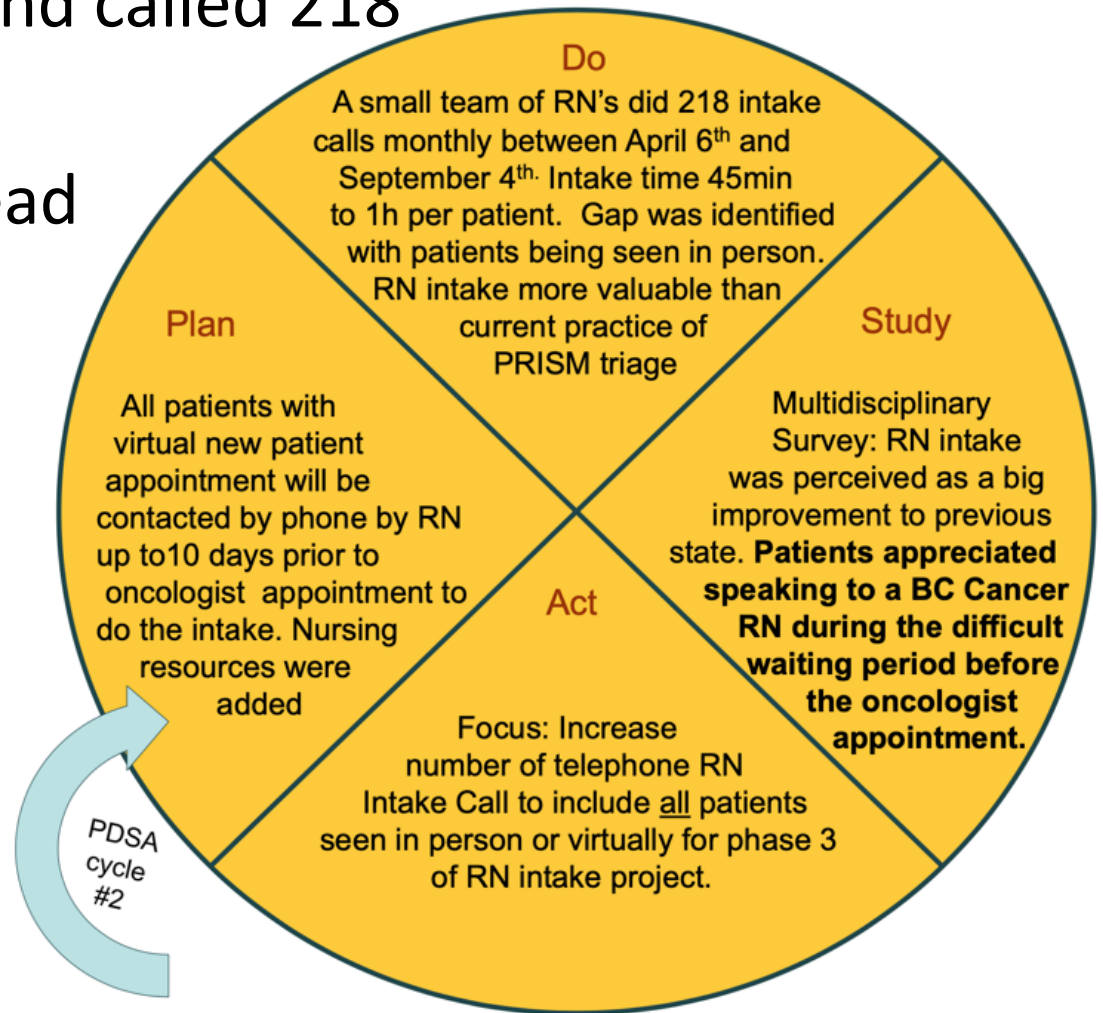 nd called 218
ead
Do
A small team of RN's did 218 intake
calls monthly between April 6th and
September 4th. Intake time 45min
to 1h per patient. Gap was identified
with patients being seen in person.
RN intake more valuable than
current practice of
PRISM triage
Plan
All patients with
virtual new patient
appointment will be
contacted by phone by RN
up to10 days prior to
oncologist appointment to
do the intake. Nursing
resources were
added
Study
Multidisciplinary
Survey: RN intake
was perceived as a big
improvement to previous
state. Patients appreciated
speaking to a BC Cancer
RN during the difficult
waiting period before
the oncologist
appointment.
Act
Focus: Increase
number of telephone RN
Intake Call to include all patients
seen in person or virtually for phase 3
of RN intake project.
PDSA
cycle
#2